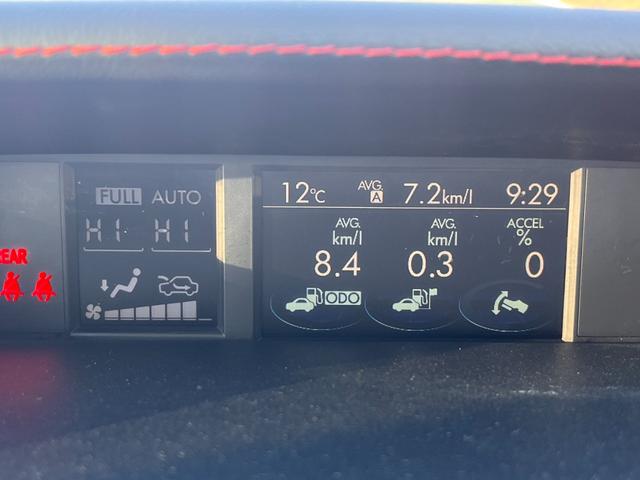 REAR
FULL AUTO
HI HI
12°C AVG. A 7.2km/l 9:29
AVG. km/l 8.4
ODO
AVG. km/l 0.3
ACCEL % 0